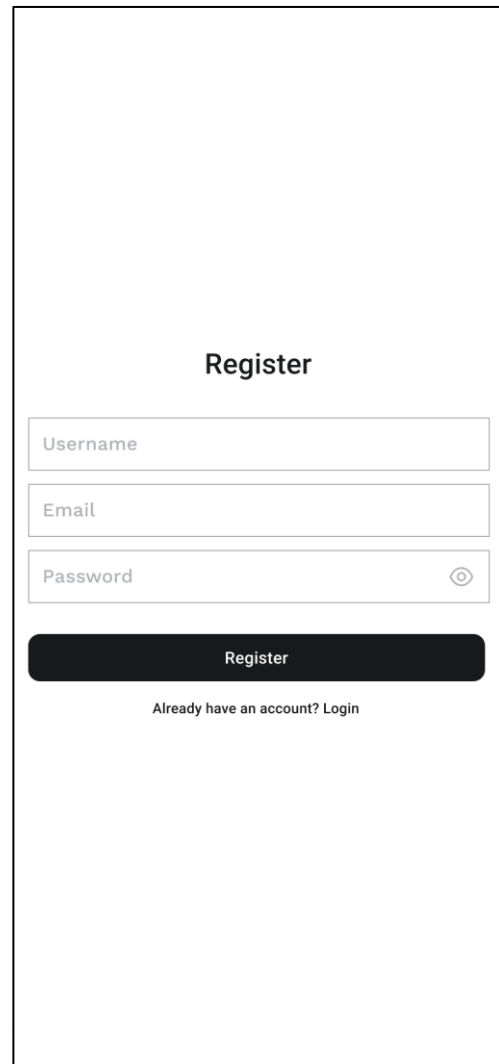 Register
Username
Email
Password
Register
Already have an account? Login